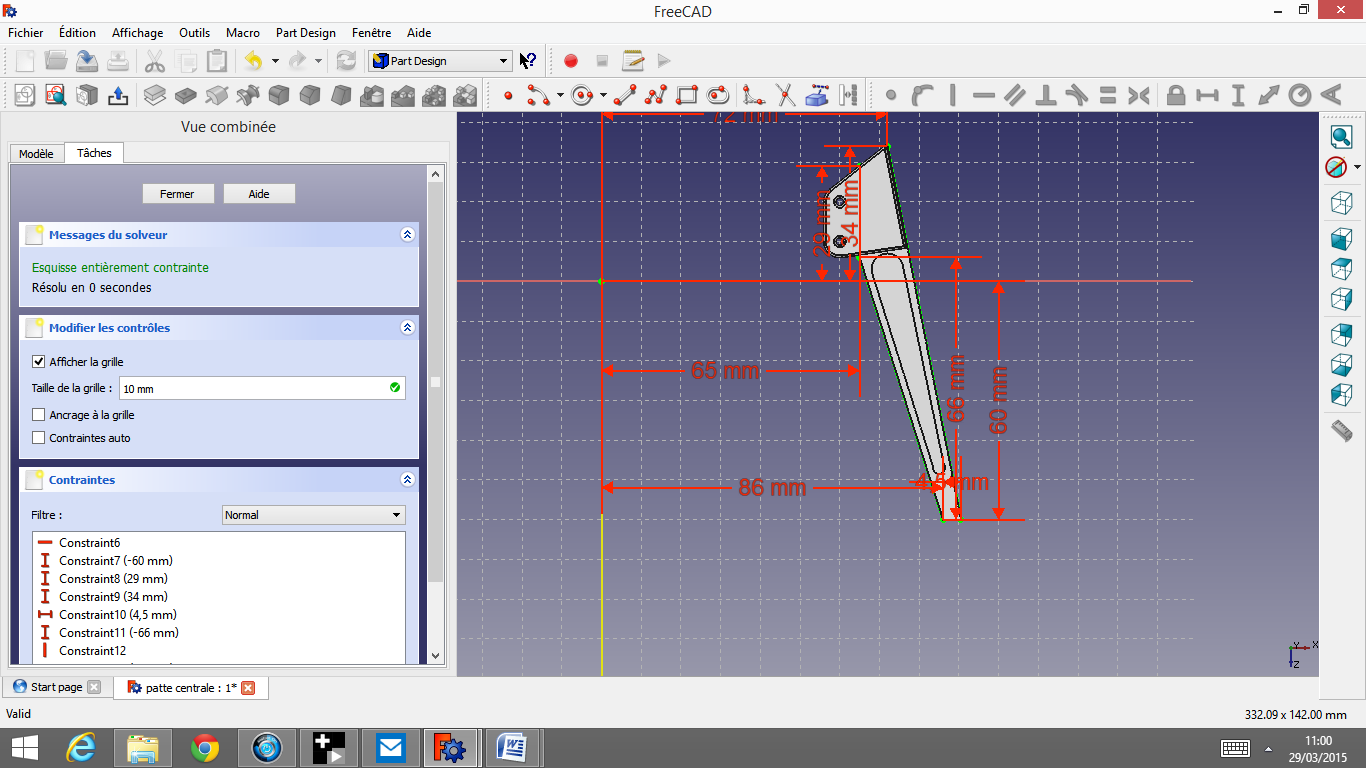 FreeCAD
Fichier Édition Affichage Outils Macro Part Design Fenêtre Aide
Part Design
Vue combinée
Modèle Tâches
Fermer Aide
Messages du solveur
Esquisse entièrement contrainte
Résolu en 0 secondes
Modifier les contrôles
Afficher la grille
Taille de la grille : 10 mm
Ancrage à la grille
Contraintes auto
Contraintes
Filtre : Normal
Constraint6
Constraint7 (-60 mm)
Constraint8 (29 mm)
Constraint9 (34 mm)
Constraint10 (4,5 mm)
Constraint11 (-66 mm)
Constraint12
72 mm
29 mm
34 mm
65 mm
66 mm
60 mm
86 mm
4,5 mm
Y X
Z
Start page patte centrale : 1*
Valid 332.09 x 142.00 mm
11:00
29/03/2015